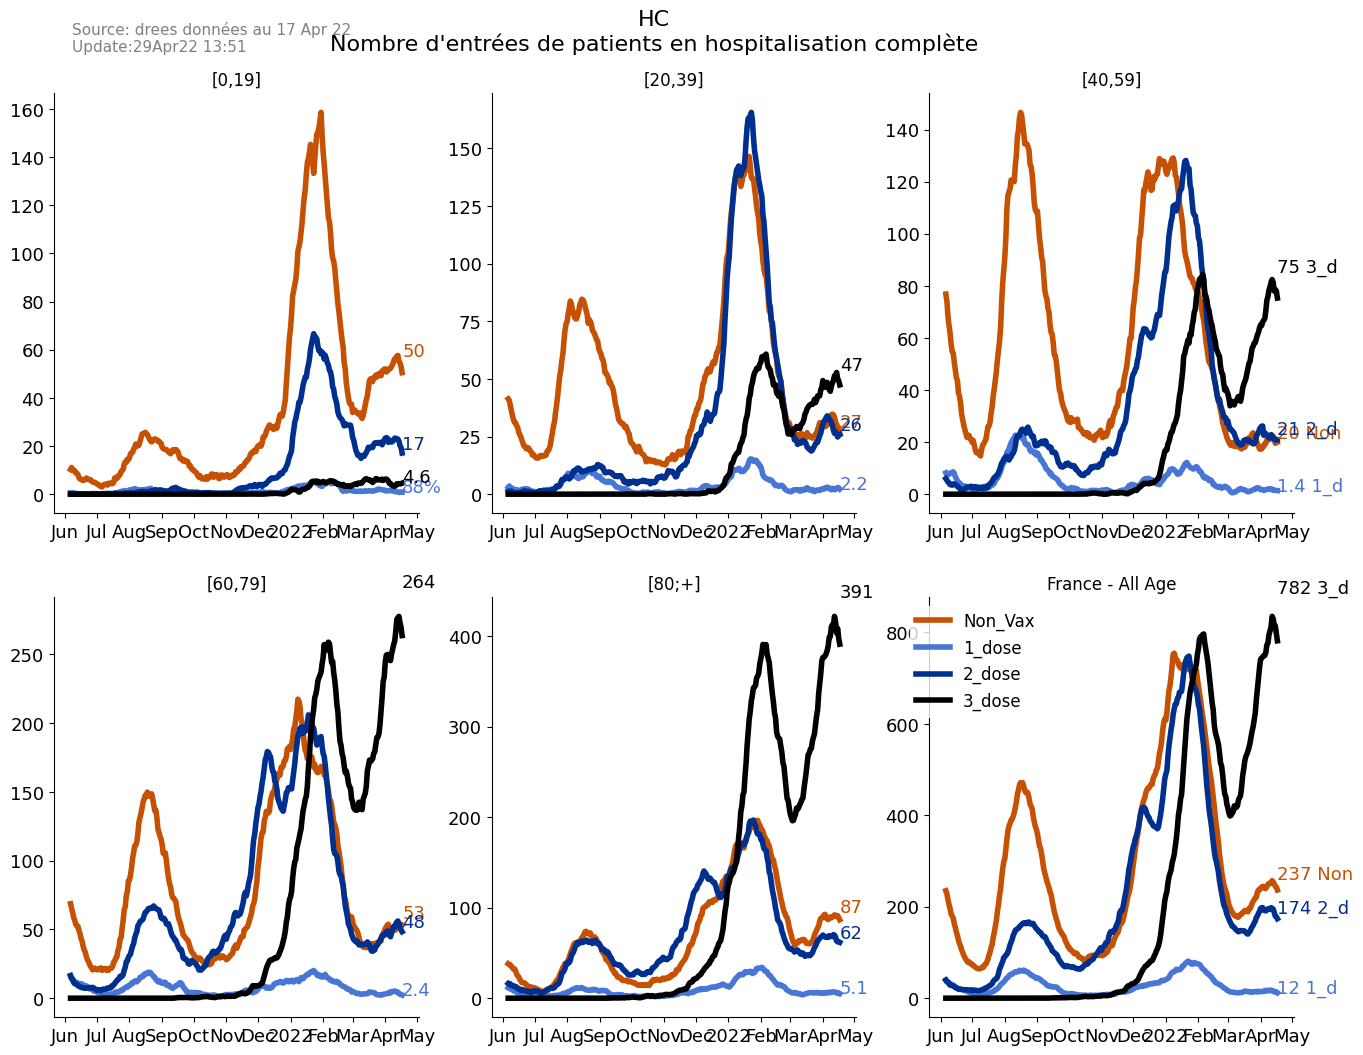 HC
Source: drees données au 17 Apr 22
Nombre d'entrées de patients en hospitalisation complète
Update:29Apr22 13:51
[0,19]
160
140
120
100
80
60
40
20
0
50
17
4.6
88%
Jun Jul Aug Sep Oct Nov Dec 2022 Feb Mar Apr May
[20,39]
150
125
100
75
50
25
0
47
27
26
2.2
Jun Jul Aug Sep Oct Nov Dec 2022 Feb Mar Apr May
[40,59]
140
120
100
80
60
40
20
0
75 3_d
21 2_d
20 Non
1.4 1_d
Jun Jul Aug Sep Oct Nov Dec 2022 Feb Mar Apr May
[60,79]
250
200
150
100
50
0
264
53
48
2.4
Jun Jul Aug Sep Oct Nov Dec 2022 Feb Mar Apr May
[80;+]
400
300
200
100
0
391
87
62
5.1
Jun Jul Aug Sep Oct Nov Dec 2022 Feb Mar Apr May
France - All Age
800
600
400
200
0
Non_Vax
1_dose
2_dose
3_dose
782 3_d
237 Non
174 2_d
12 1_d
Jun Jul Aug Sep Oct Nov Dec 2022 Feb Mar Apr May